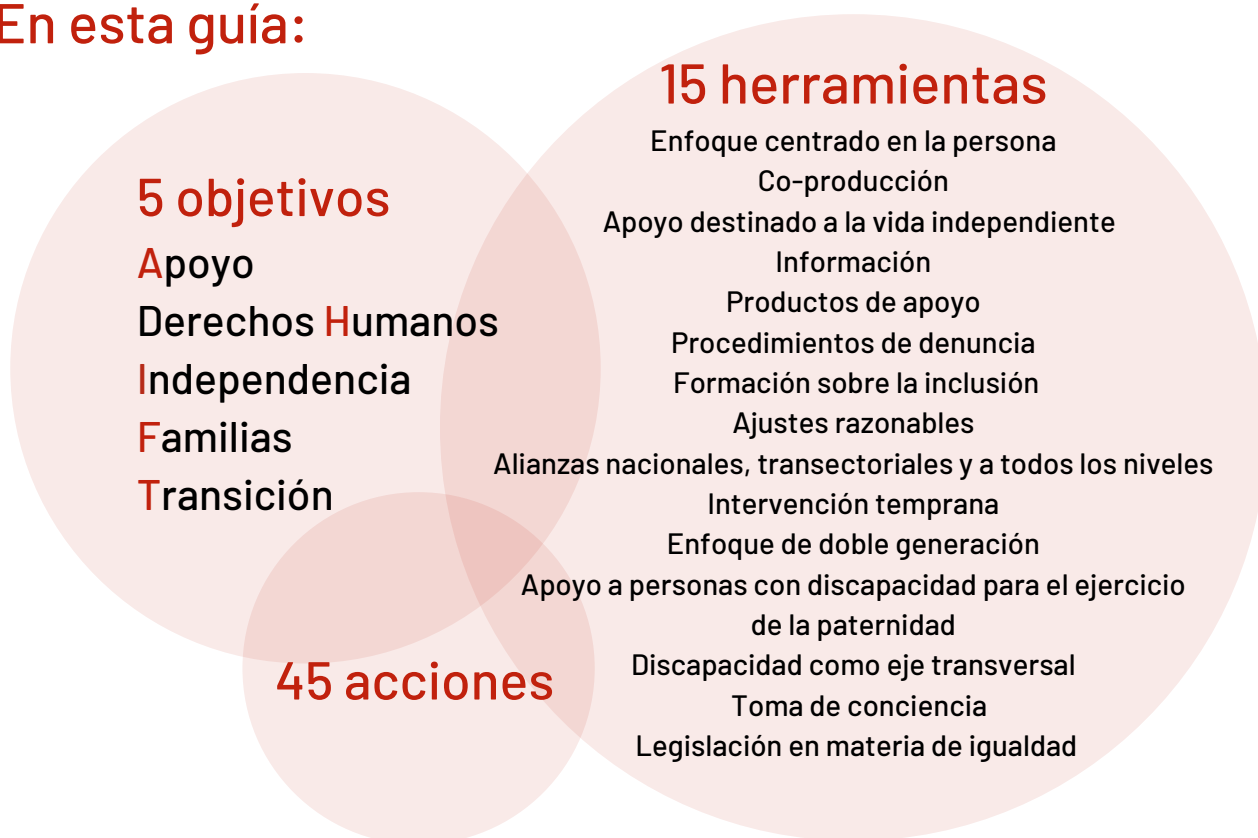 En esta guía:
5 objetivos
Apoyo
Derechos Humanos
Independencia
Familias
Transición
15 herramientas
Enfoque centrado en la persona
Co-producción
Apoyo destinado a la vida independiente
Información
Productos de apoyo
Procedimientos de denuncia
Formación sobre la inclusión
Ajustes razonables
Alianzas nacionales, transectoriales y a todos los niveles
Intervención temprana
Enfoque de doble generación
Apoyo a personas con discapacidad para el ejercicio
de la paternidad
Discapacidad como eje transversal
Toma de conciencia
Legislación en materia de igualdad
45 acciones